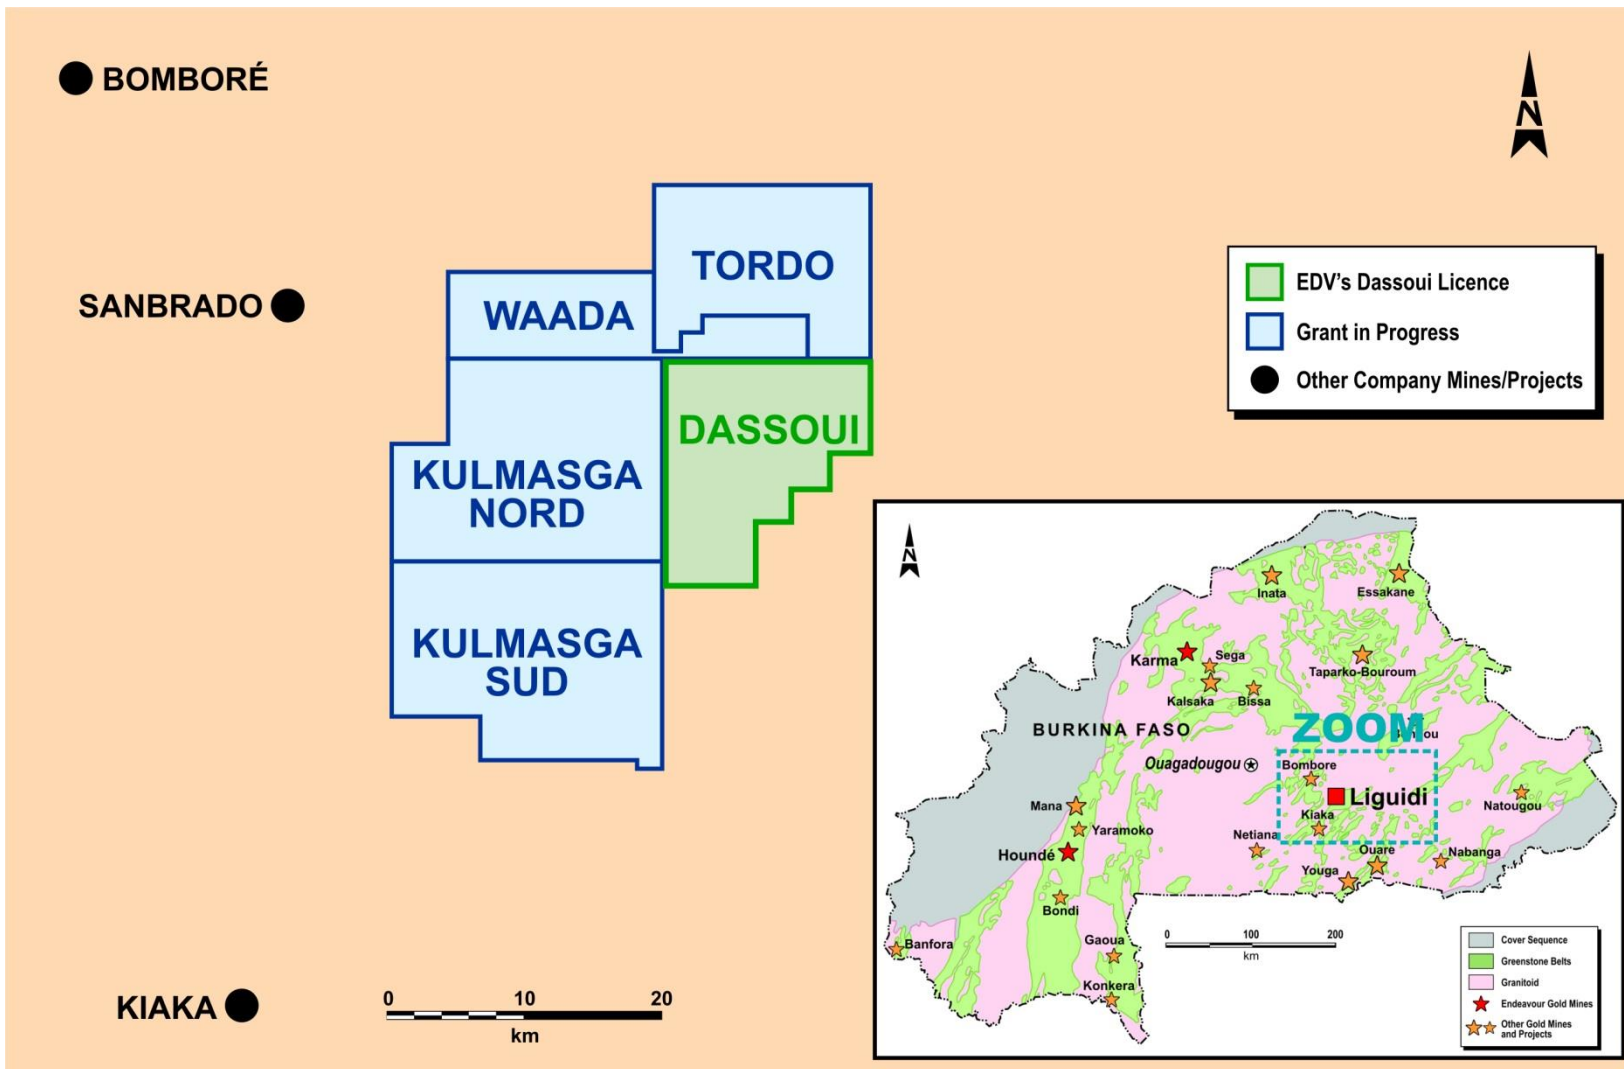 BOMBORÉ
N
TORDO
WAADA
SANBRADO
EDV's Dassoui Licence
Grant in Progress
Other Company Mines/Projects
DASSOUI
KULMASGA
NORD
KULMASGA
SUD
KIAKA
0 10 20
km
N
Inata
Essakane
Karma
Sega
Taparko-Bouroum
Kalsaka
Bissa
BURKINA FASO
ZOOM
Ouagadougou
Bombore
Liguidi
Natougou
Mana
Kiaka
Yaramoko
Netiana
Houndé
Ouare
Nabanga
Youga
Bondi
Gaoua
Banfora
0 100 200
km
Konkera
Cover Sequence
Greenstone Belts
Granitoid
Endeavour Gold Mines
Other Gold Mines
and Projects